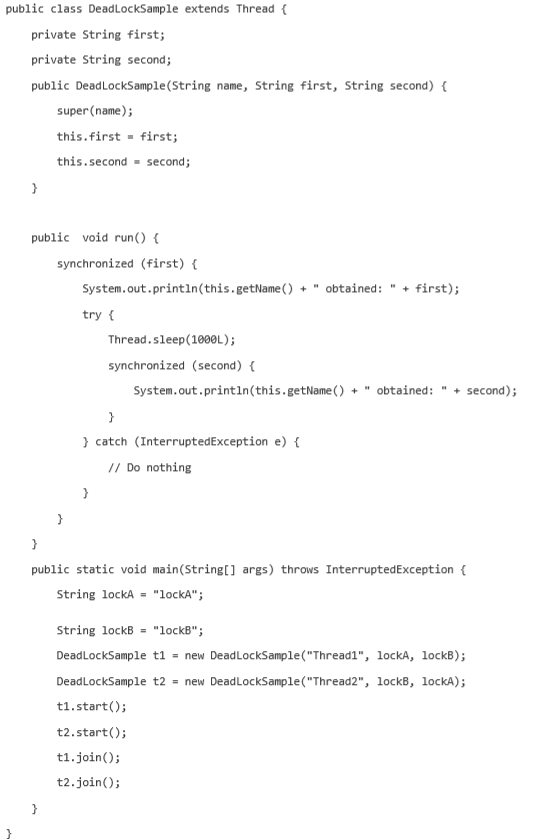 public class DeadLockSample extends Thread {
    private String first;
    private String second;
    public DeadLockSample(String name, String first, String second) {
        super(name);
        this.first = first;
        this.second = second;
    }

    public  void run() {
        synchronized (first) {
            System.out.println(this.getName() + " obtained: " + first);
            try {
                Thread.sleep(1000L);
                synchronized (second) {
                    System.out.println(this.getName() + " obtained: " + second);
                }
            } catch (InterruptedException e) {
                // Do nothing
            }
        }
    }
    public static void main(String[] args) throws InterruptedException {
        String lockA = "lockA";
        String lockB = "lockB";
        DeadLockSample t1 = new DeadLockSample("Thread1", lockA, lockB);
        DeadLockSample t2 = new DeadLockSample("Thread2", lockB, lockA);
        t1.start();
        t2.start();
        t1.join();
        t2.join();
    }
}